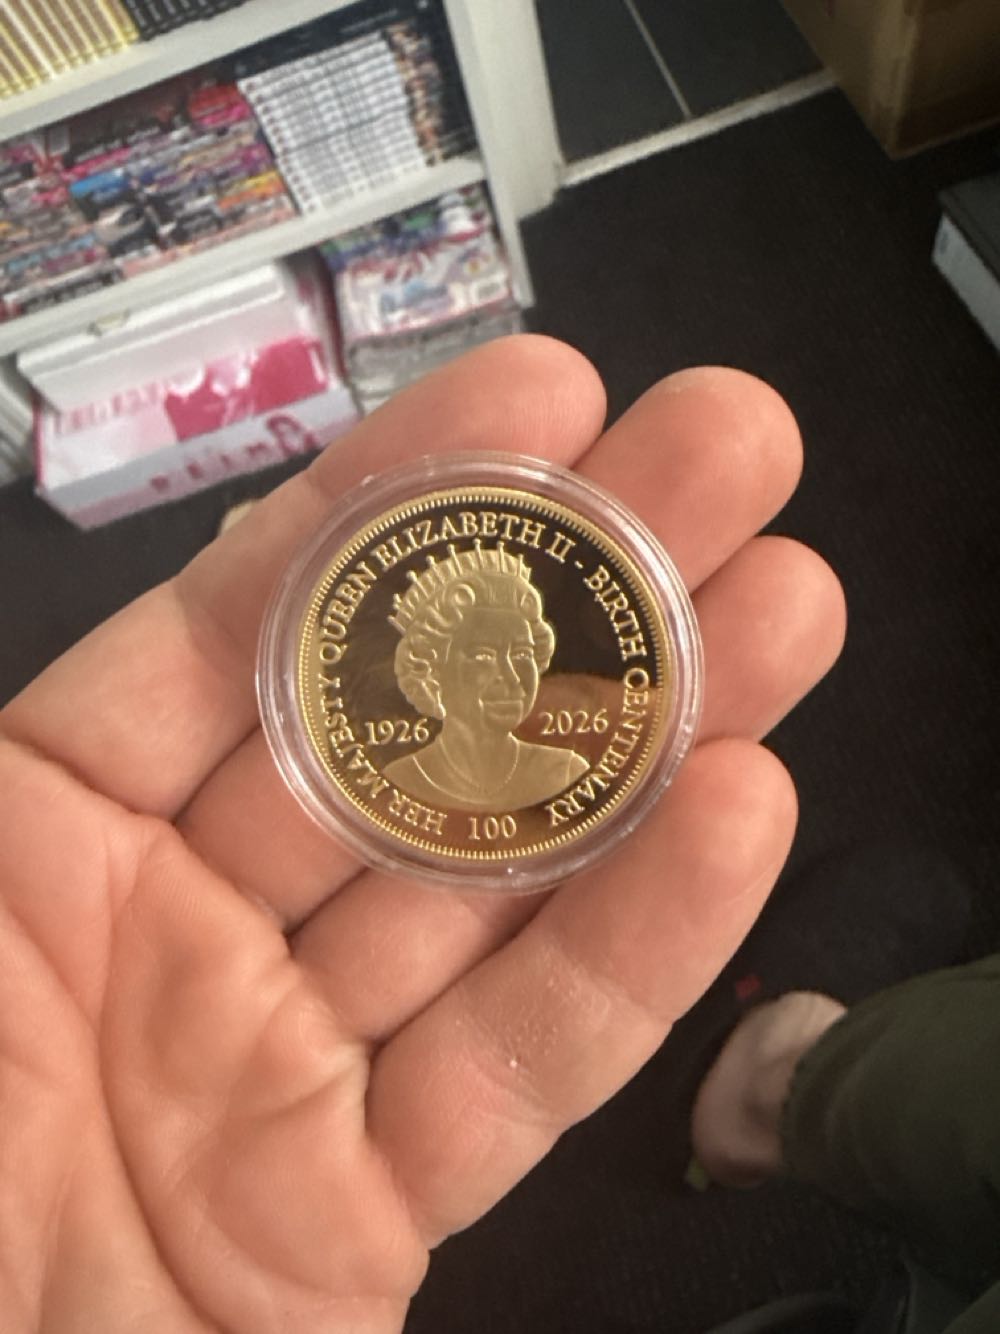 HER MAJESTY QUEEN ELIZABETH II - BIRTH CENTENARY
1926 2026
100